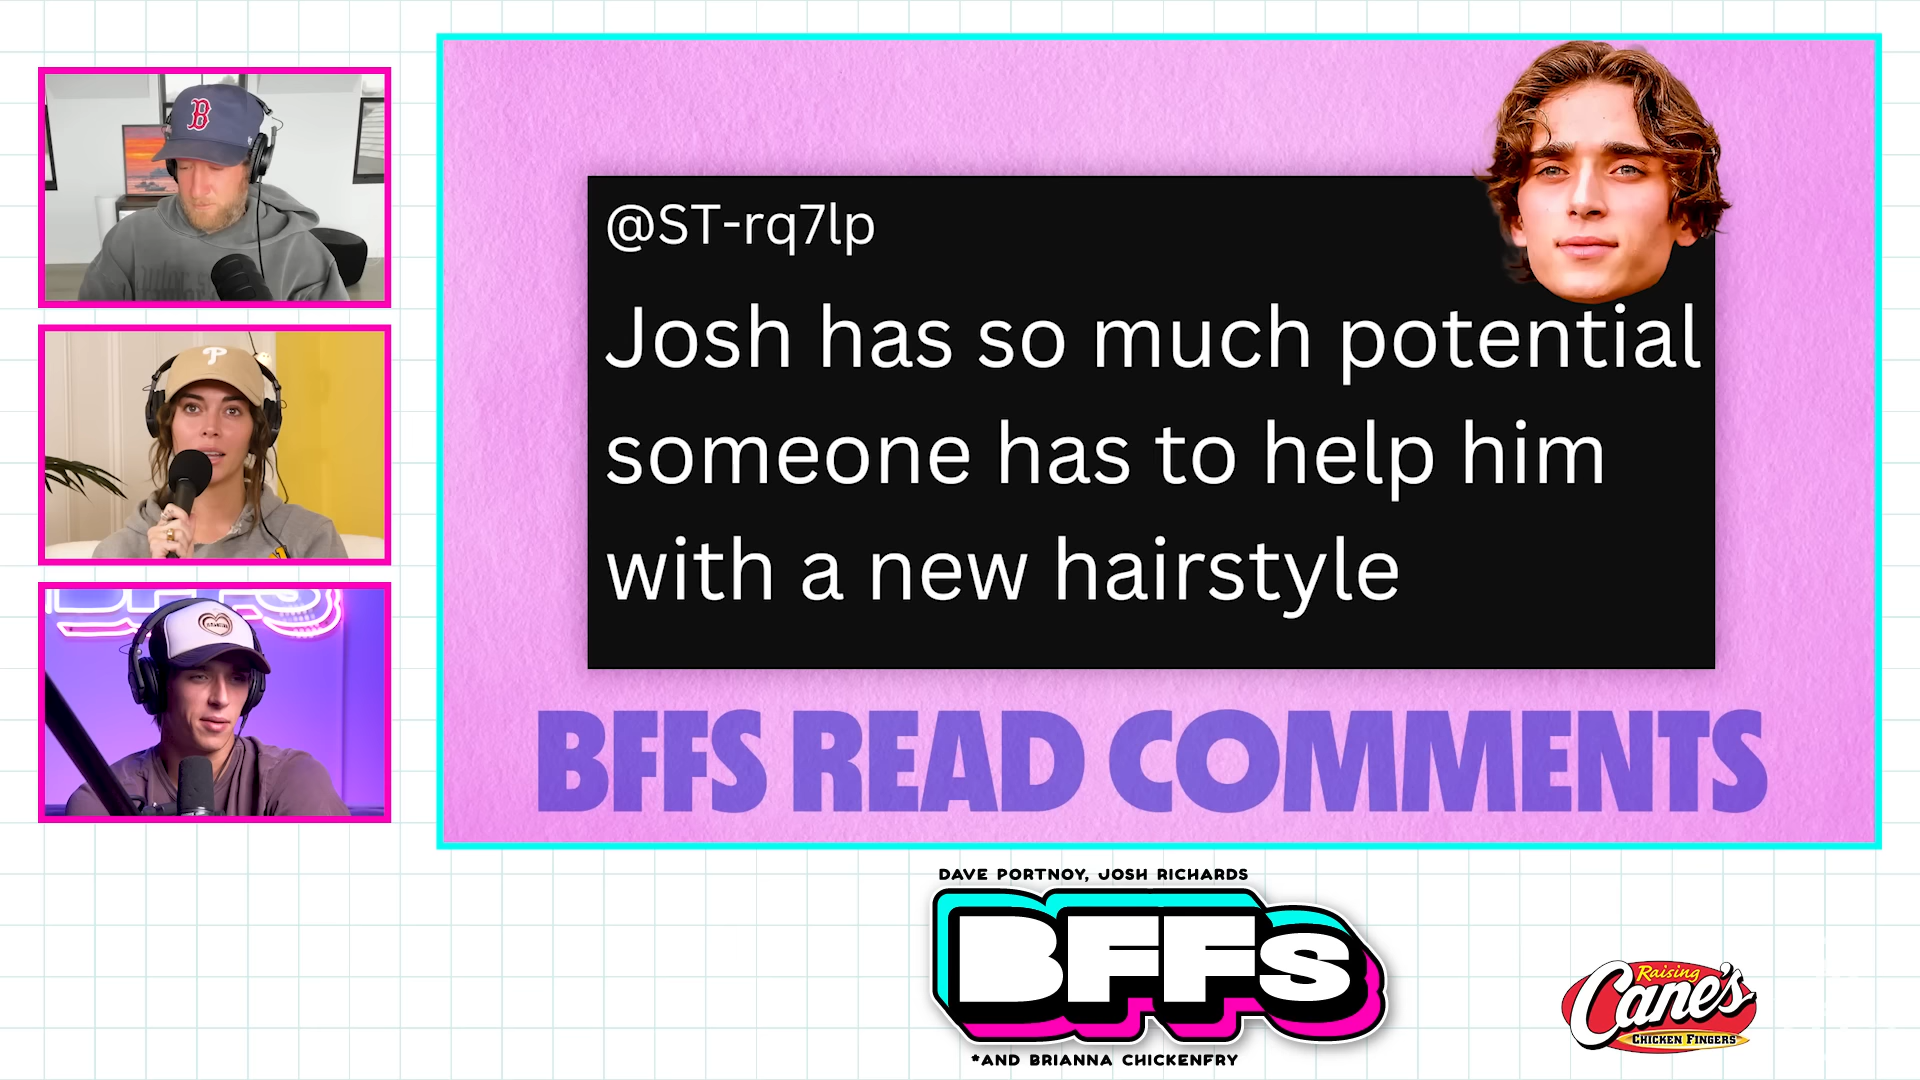 B
P
BFFS
@ST-rq7lp
Josh has so much potential
someone has to help him
with a new hairstyle
BFFS READ COMMENTS
DAVE PORTNOY, JOSH RICHARDS
BFFs
*AND BRIANNA CHICKENFRY
Raising
Cane's
CHICKEN FINGERS